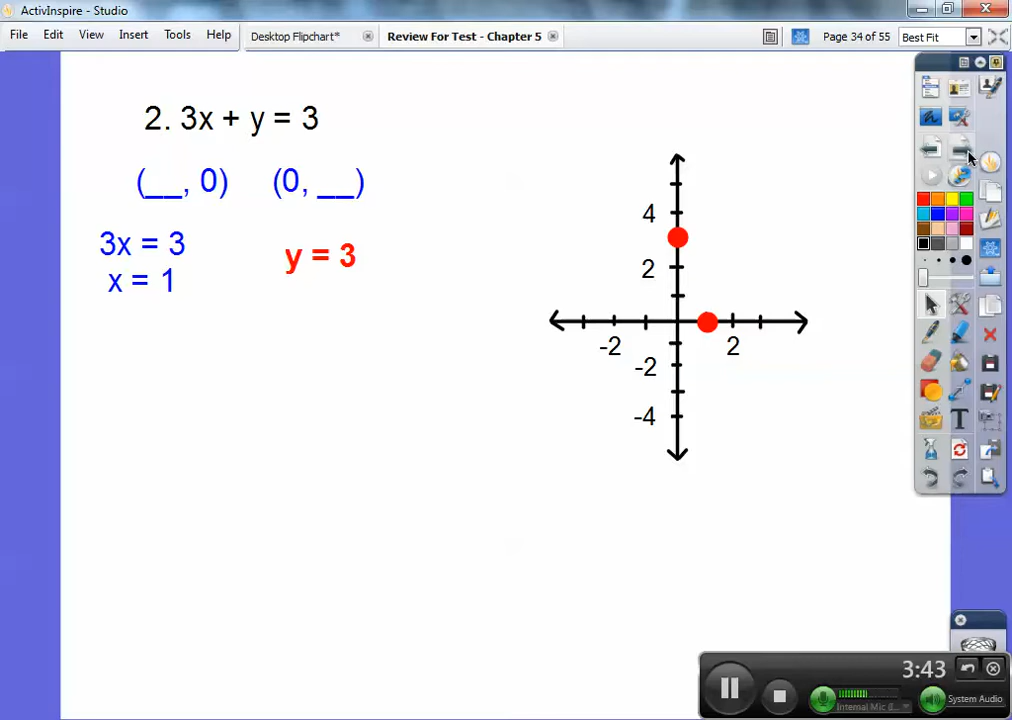 ActivInspire - Studio
File Edit View Insert Tools Help
Desktop Flipchart*
Review For Test - Chapter 5
Page 34 of 55
Best Fit
2. 3x + y = 3
(__, 0) (0, __)
3x = 3
x = 1
y = 3
4
2
-2
2
-2
-4
3:43
Internal Mic (I...
System Audio